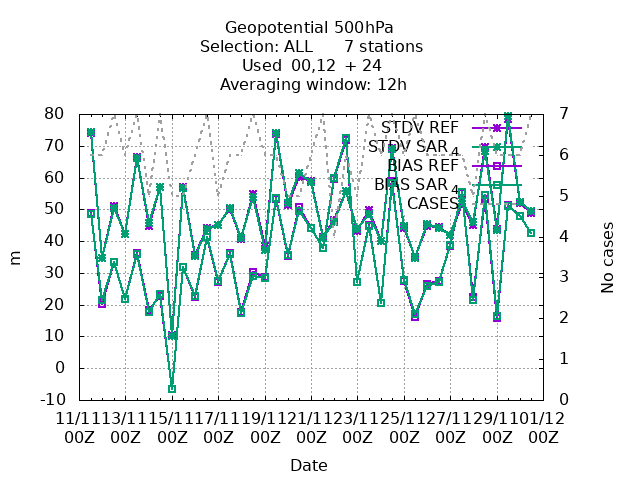 Geopotential 500hPa
Selection: ALL 7 stations
Used 00,12 + 24
Averaging window: 12h
STDV REF
STDV SAR_4
BIAS REF
BIAS SAR_4
CASES
m
No cases
80
70
60
50
40
30
20
10
0
-10
7
6
5
4
3
2
1
0
11/11 13/11 15/11 17/11 19/11 21/11 23/11 25/11 27/11 29/11 01/12
00Z 00Z 00Z 00Z 00Z 00Z 00Z 00Z 00Z 00Z 00Z
Date